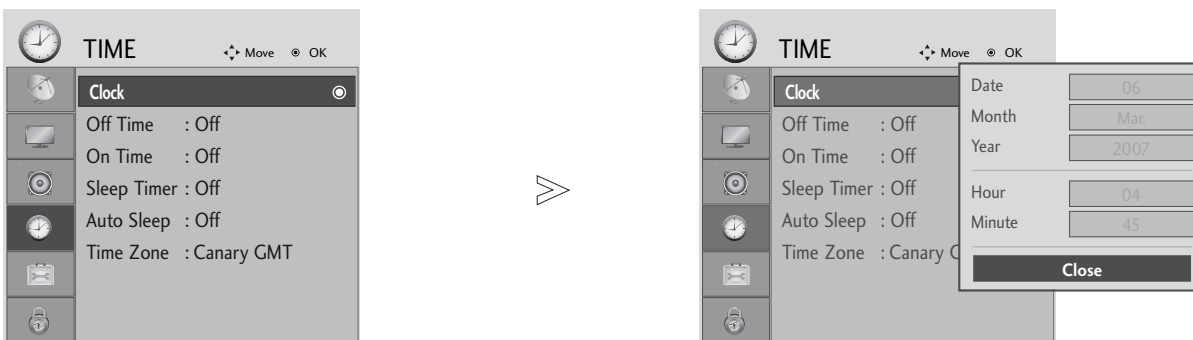 TIME Move OK
Clock
Off Time : Off
On Time : Off
Sleep Timer : Off
Auto Sleep : Off
Time Zone : Canary GMT
TIME Move OK
Clock
Off Time : Off
On Time : Off
Sleep Timer : Off
Auto Sleep : Off
Time Zone : Canary G
Date 06
Month Mar.
Year 2007
Hour 04
Minute 45
Close